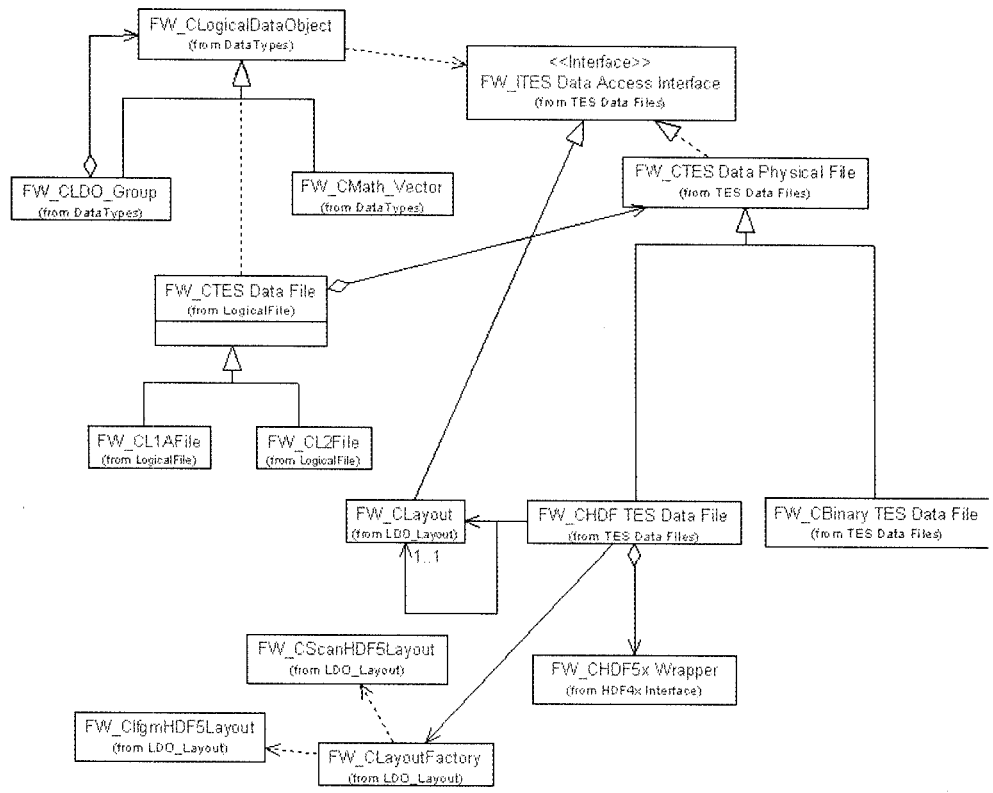 FW_CLogicalDataObject
(from DataTypes)
<<Interface>>
FW_ITES Data Access Interface
(from TES Data Files)
FW_CTES Data Physical File
(from TES Data Files)
FW_CLDO_Group
(from DataTypes)
FW_CMath_Vector
(from DataTypes)
FW_CTES Data File
(from LogicalFile)
FW_CL1AFile
(from LogicalFile)
FW_CL2File
(from LogicalFile)
FW_CLayout
(from LDO_Layout)
1..1
FW_CHDF TES Data File
(from TES Data Files)
FW_CBinary TES Data File
(from TES Data Files)
FW_CScanHDF5Layout
(from LDO_Layout)
FW_CHDF5x Wrapper
(from HDF4x Interface)
FW_CIfgmHDF5Layout
(from LDO_Layout)
FW_CLayoutFactory
(from LDO_Layout)